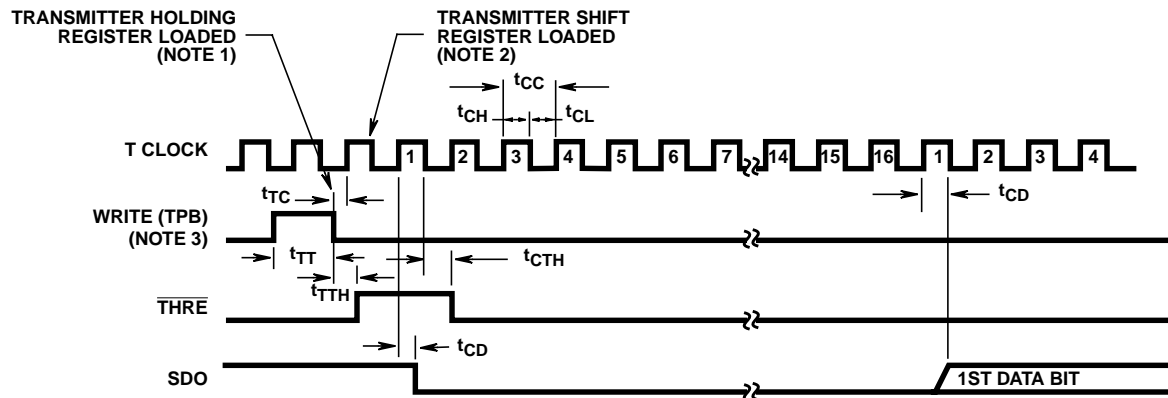 TRANSMITTER HOLDING
REGISTER LOADED
(NOTE 1)
TRANSMITTER SHIFT
REGISTER LOADED
(NOTE 2)
tCC
tCH
tCL
T CLOCK
1 2 3 4 5 6 7 14 15 16 1 2 3 4
tTC
tCD
WRITE (TPB)
(NOTE 3)
tTT
tCTH
tTTH
THRE
tCD
SDO
1ST DATA BIT